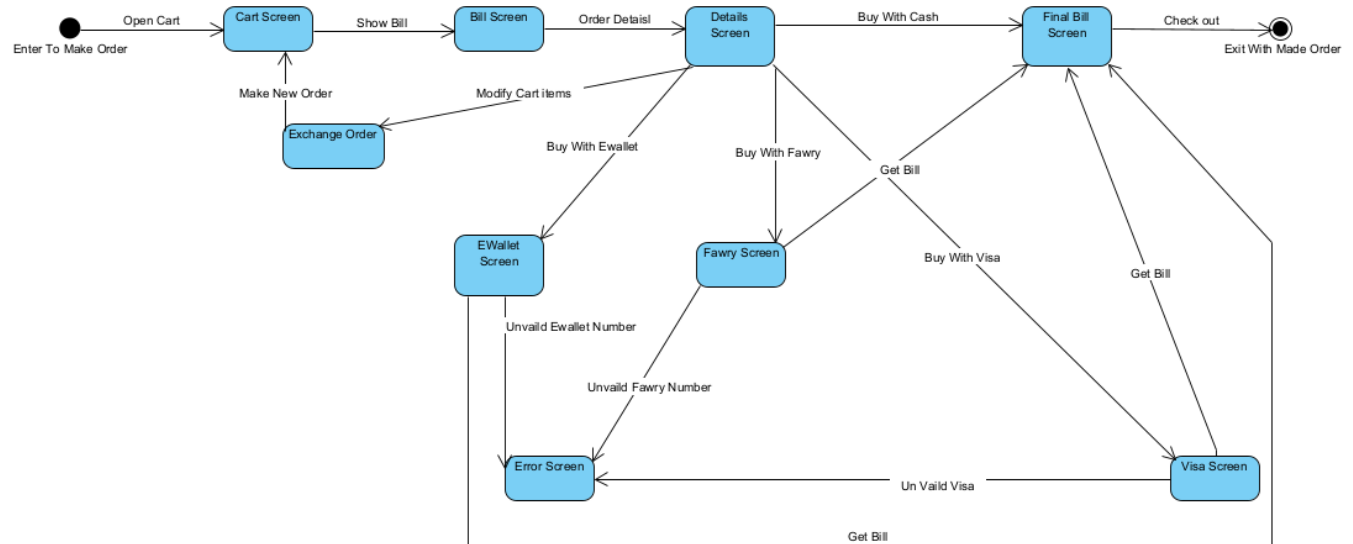 Open Cart
Cart Screen
Show Bill
Bill Screen
Order Detaisl
Details
Screen
Buy With Cash
Final Bill
Screen
Check out
Enter To Make Order
Exit With Made Order
Make New Order
Modify Cart items
Exchange Order
Buy With Ewallet
Buy With Fawry
Get Bill
EWallet
Screen
Fawry Screen
Buy With Visa
Get Bill
Unvaild Ewallet Number
Unvaild Fawry Number
Error Screen
Un Vaild Visa
Visa Screen
Get Bill